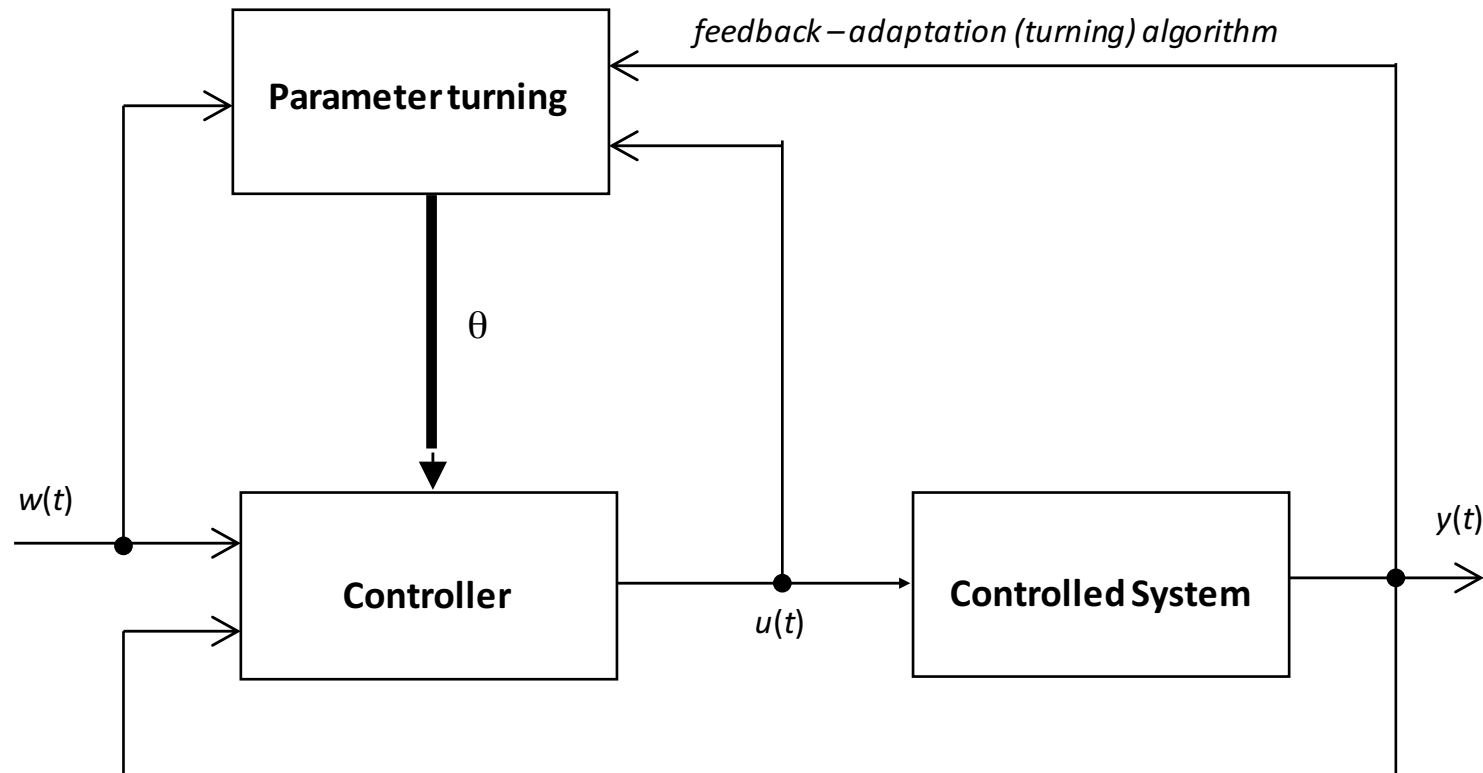 feedback – adaptation (turning) algorithm
Parameter turning
θ
w(t)
y(t)
Controller
Controlled System
u(t)